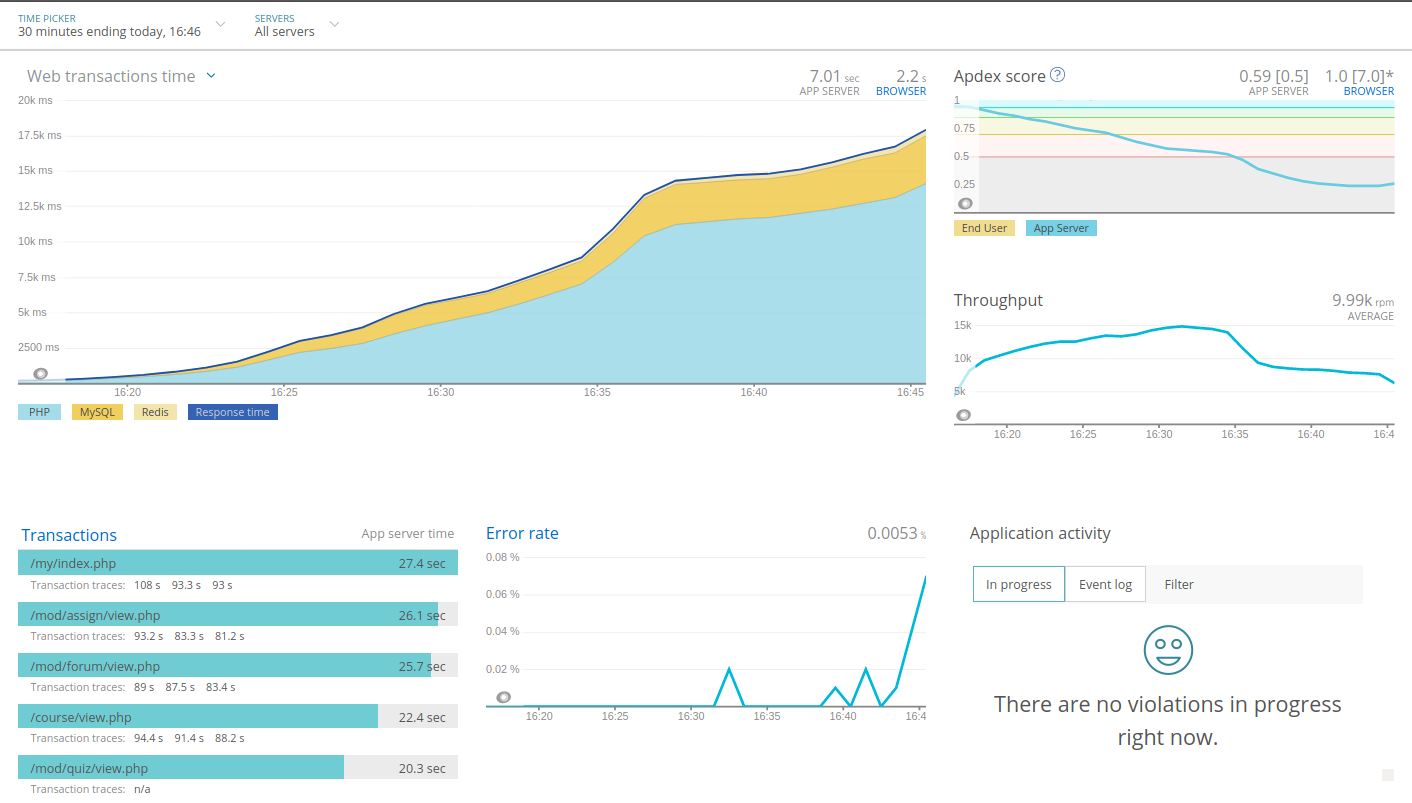 TIME PICKER
30 minutes ending today, 16:46
SERVERS
All servers
Web transactions time
7.01 sec
APP SERVER
2.2 s
BROWSER
20k ms
17.5k ms
15k ms
12.5k ms
10k ms
7.5k ms
5k ms
2500 ms
16:20
16:25
16:30
16:35
16:40
16:45
PHP
MySQL
Redis
Response time
Apdex score ?
0.59 [0.5]
APP SERVER
1.0 [7.0]*
BROWSER
1
0.75
0.5
0.25
End User
App Server
Throughput
9.99k rpm
AVERAGE
15k
10k
5k
16:20
16:25
16:30
16:35
16:40
16:4
Transactions
App server time
/my/index.php 27.4 sec
Transaction traces: 108 s 93.3 s 93 s
/mod/assign/view.php 26.1 sec
Transaction traces: 93.2 s 83.3 s 81.2 s
/mod/forum/view.php 25.7 sec
Transaction traces: 89 s 87.5 s 83.4 s
/course/view.php 22.4 sec
Transaction traces: 94.4 s 91.4 s 88.2 s
/mod/quiz/view.php 20.3 sec
Transaction traces: n/a
Error rate
0.0053 %
0.08 %
0.06 %
0.04 %
0.02 %
16:20
16:25
16:30
16:35
16:40
16:4
Application activity
In progress
Event log
Filter
There are no violations in progress
right now.